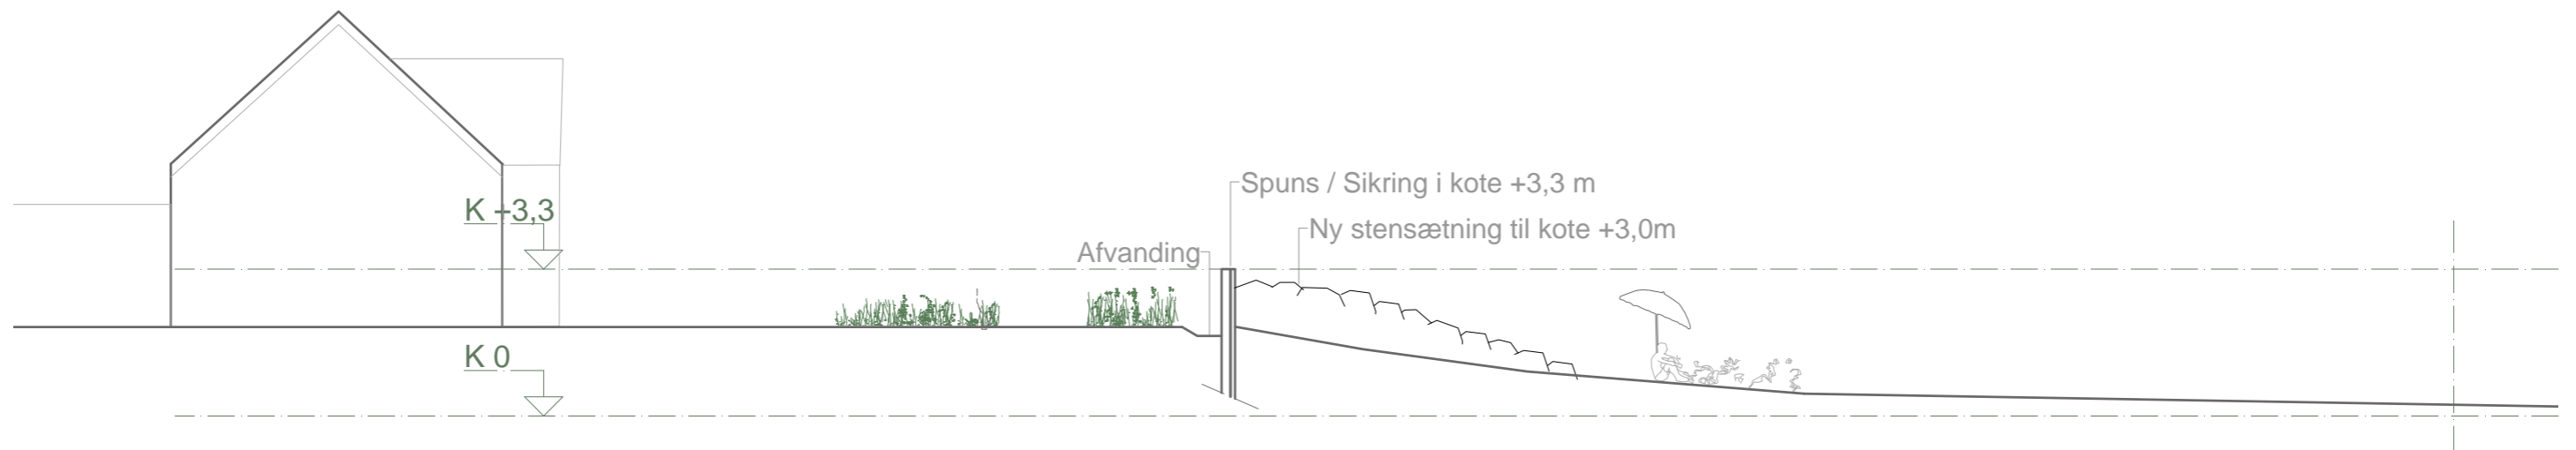 Spuns / Sikring i kote +3,3 m
K +3,3
Ny stensætning til kote +3,0m
Afvanding
K 0